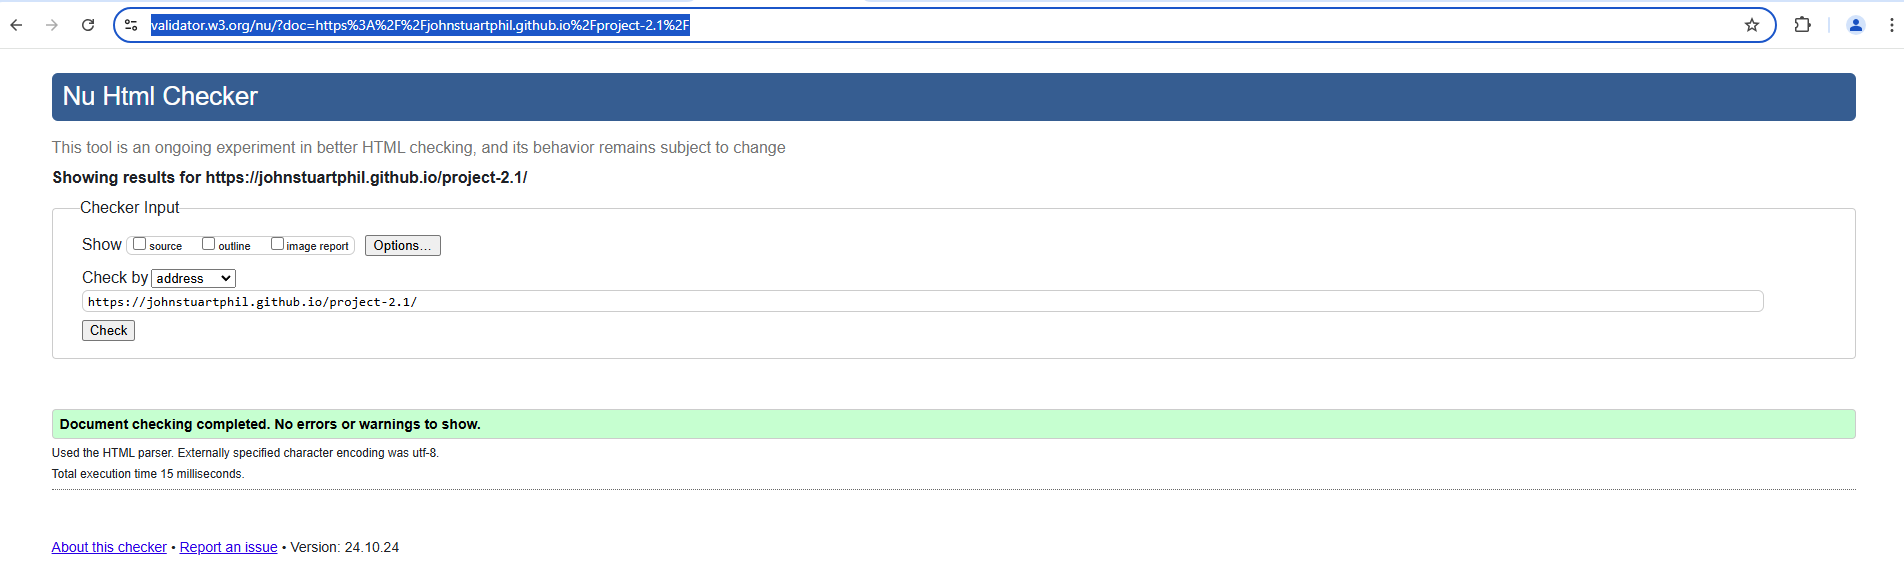 validator.w3.org/nu/?doc=https%3A%2F%2Fjohnstuartphil.github.io%2Fproject-2.1%2F
Nu Html Checker
This tool is an ongoing experiment in better HTML checking, and its behavior remains subject to change
Showing results for https://johnstuartphil.github.io/project-2.1/
Checker Input
Show source outline image report Options...
Check by address
https://johnstuartphil.github.io/project-2.1/
Check
Document checking completed. No errors or warnings to show.
Used the HTML parser. Externally specified character encoding was utf-8.
Total execution time 15 milliseconds.
About this checker • Report an issue • Version: 24.10.24